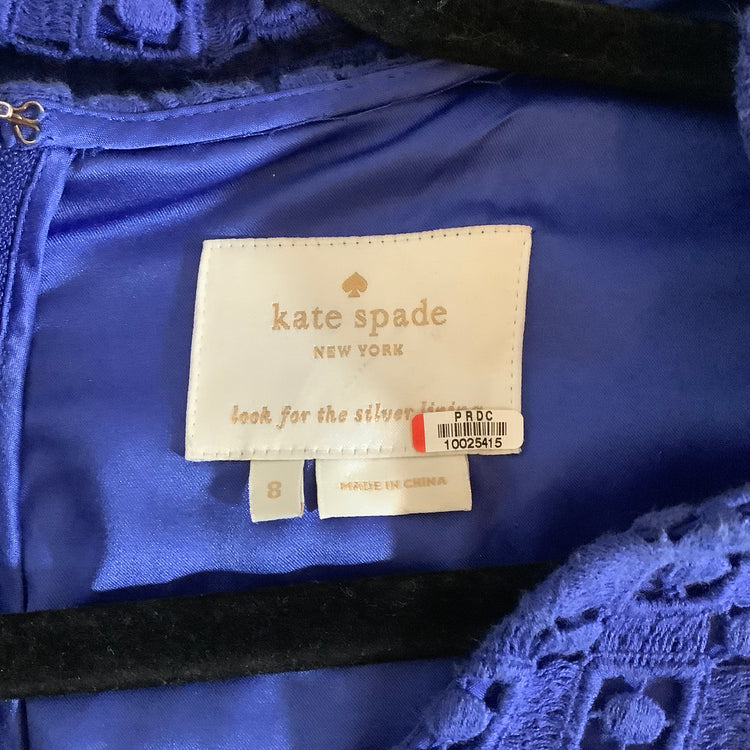 kate spade
NEW YORK
look for the silver lining
PRDC
10025415
8
MADE IN CHINA